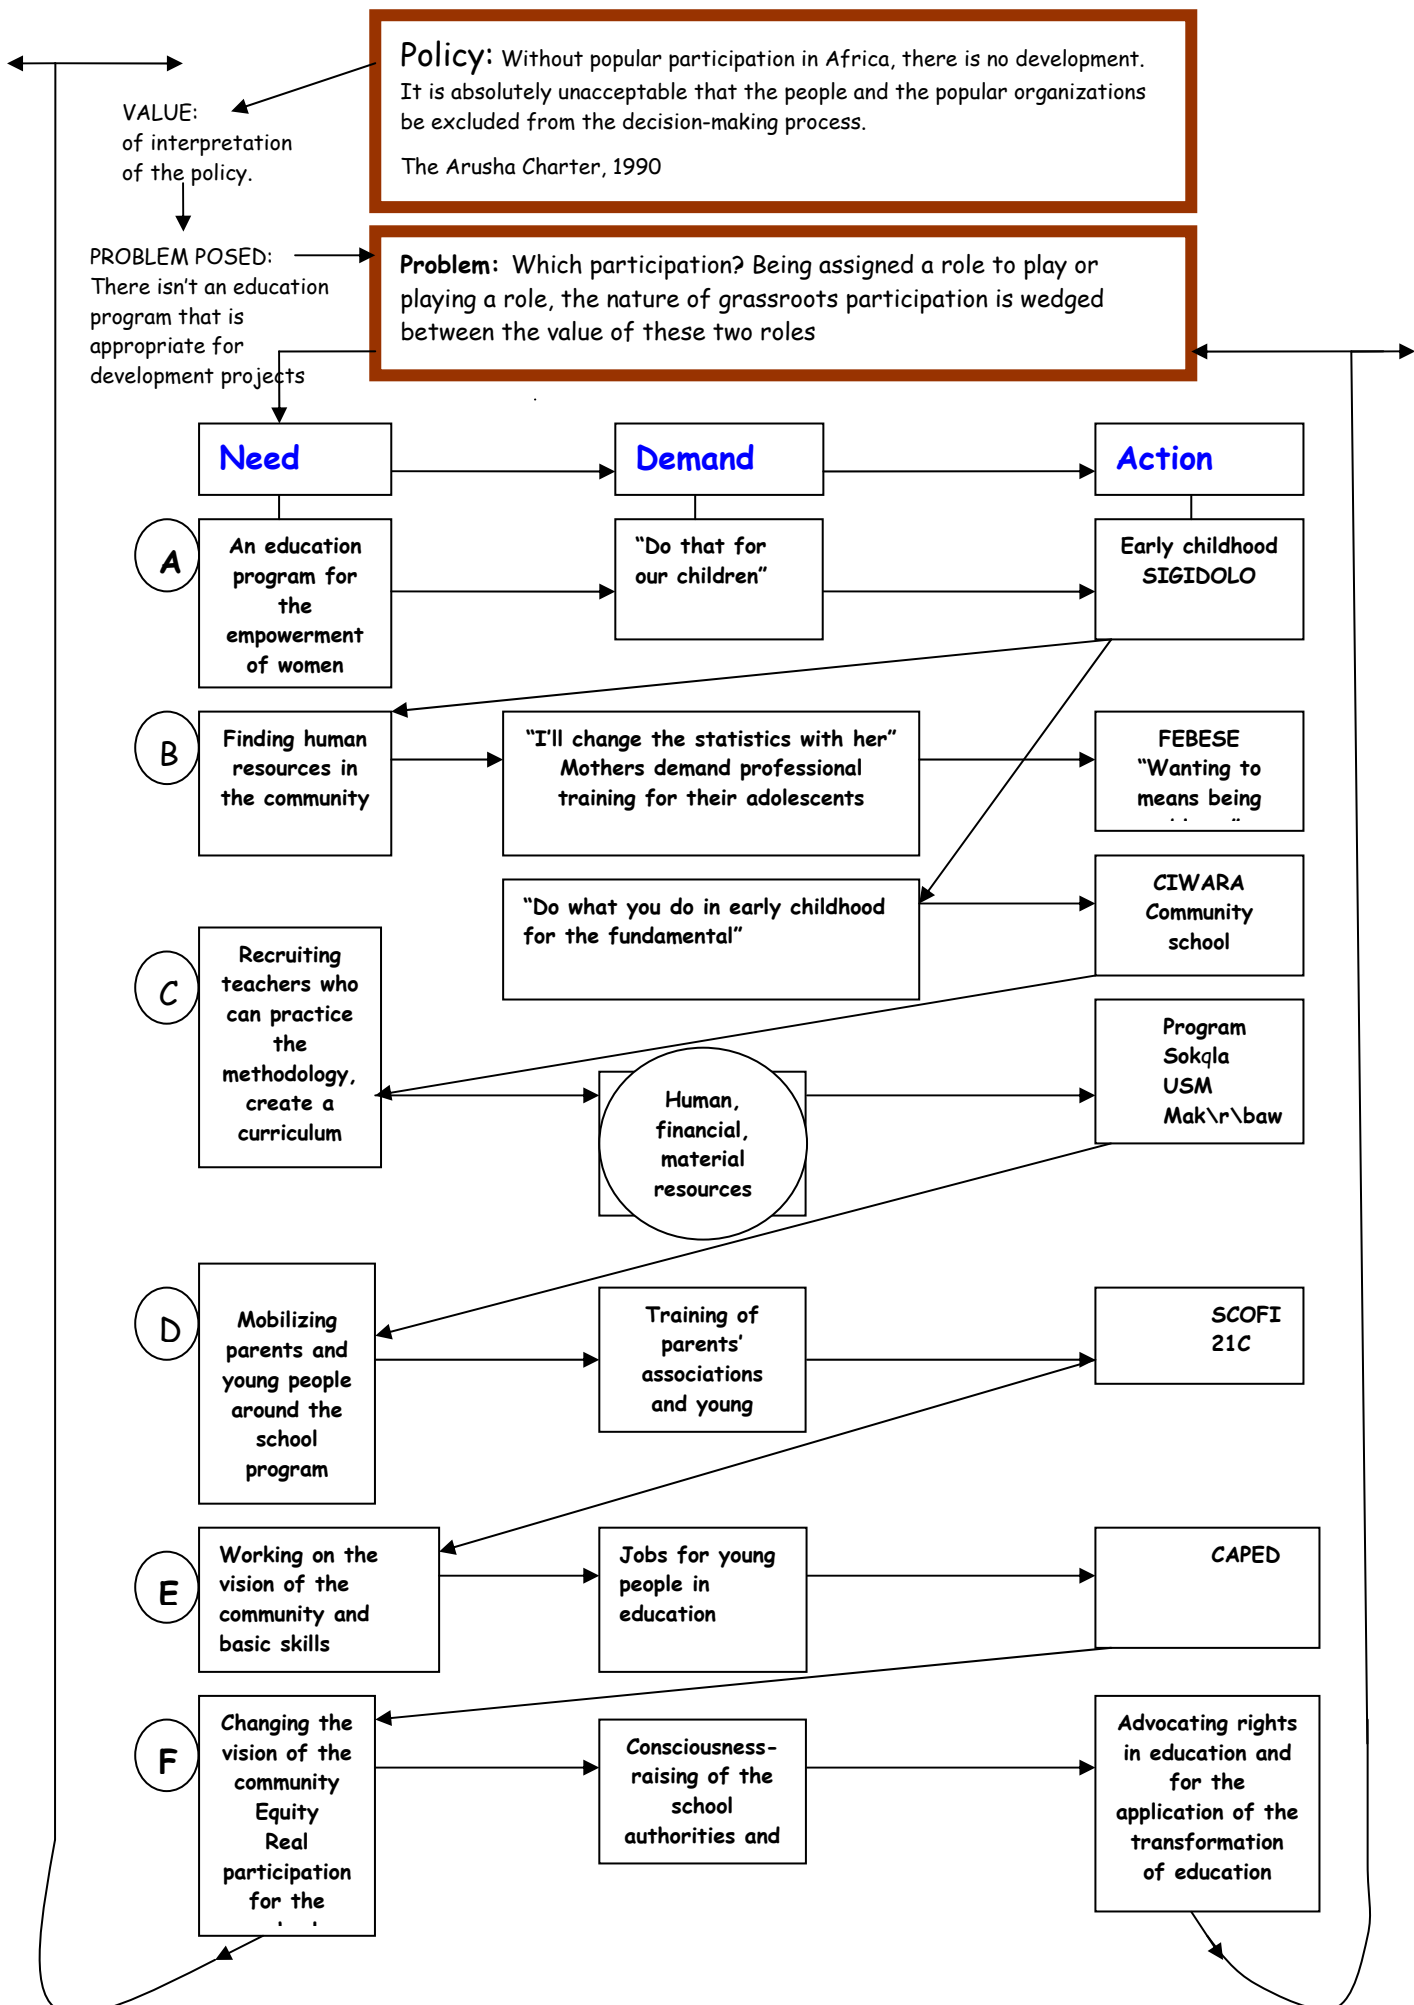 Policy: Without popular participation in Africa, there is no development.
It is absolutely unacceptable that the people and the popular organizations
be excluded from the decision-making process.
The Arusha Charter, 1990
VALUE:
of interpretation
of the policy.
PROBLEM POSED:
There isn't an education
program that is
appropriate for
development projects
Problem: Which participation? Being assigned a role to play or
playing a role, the nature of grassroots participation is wedged
between the value of these two roles
Need
Demand
Action
A
An education
program for
the
empowerment
of women
"Do that for
our children"
Early childhood
SIGIDOLO
B
Finding human
resources in
the community
"I'll change the statistics with her"
Mothers demand professional
training for their adolescents
FEBESE
"Wanting to
means being
"Do what you do in early childhood
for the fundamental"
CIWARA
Community
school
C
Recruiting
teachers who
can practice
the
methodology,
create a
curriculum
Human,
financial,
material
resources
Program
Sokqla
USM
Mak\r\baw
D
Mobilizing
parents and
young people
around the
school
program
Training of
parents'
associations
and young
SCOFI
21C
E
Working on the
vision of the
community and
basic skills
Jobs for young
people in
education
CAPED
F
Changing the
vision of the
community
Equity
Real
participation
for the
Consciousness-
raising of the
school
authorities and
Advocating rights
in education and
for the
application of the
transformation
of education